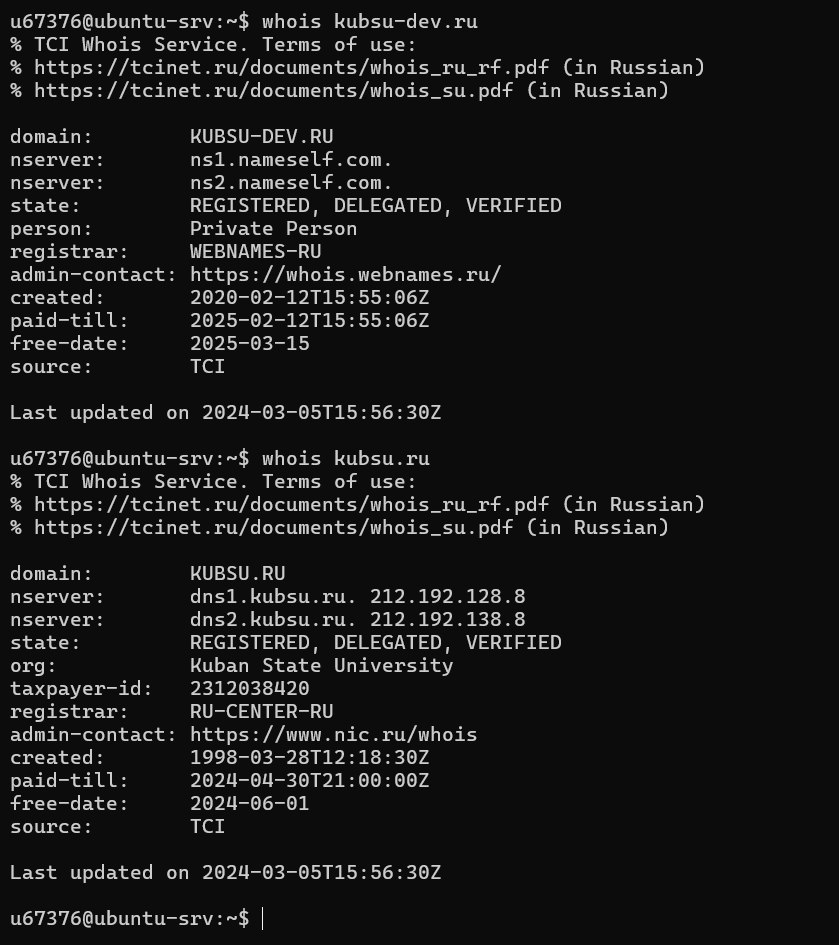 u67376@ubuntu-srv:~$ whois kubsu-dev.ru
% TCI Whois Service. Terms of use:
% https://tcinet.ru/documents/whois_ru_rf.pdf (in Russian)
% https://tcinet.ru/documents/whois_su.pdf (in Russian)

domain:        KUBSU-DEV.RU
nserver:       ns1.nameself.com.
nserver:       ns2.nameself.com.
state:         REGISTERED, DELEGATED, VERIFIED
person:        Private Person
registrar:     WEBNAMES-RU
admin-contact: https://whois.webnames.ru/
created:       2020-02-12T15:55:06Z
paid-till:     2025-02-12T15:55:06Z
free-date:     2025-03-15
source:        TCI

Last updated on 2024-03-05T15:56:30Z

u67376@ubuntu-srv:~$ whois kubsu.ru
% TCI Whois Service. Terms of use:
% https://tcinet.ru/documents/whois_ru_rf.pdf (in Russian)
% https://tcinet.ru/documents/whois_su.pdf (in Russian)

domain:        KUBSU.RU
nserver:       dns1.kubsu.ru. 212.192.128.8
nserver:       dns2.kubsu.ru. 212.192.138.8
state:         REGISTERED, DELEGATED, VERIFIED
org:           Kuban State University
taxpayer-id:   2312038420
registrar:     RU-CENTER-RU
admin-contact: https://www.nic.ru/whois
created:       1998-03-28T12:18:30Z
paid-till:     2024-04-30T21:00:00Z
free-date:     2024-06-01
source:        TCI

Last updated on 2024-03-05T15:56:30Z

u67376@ubuntu-srv:~$